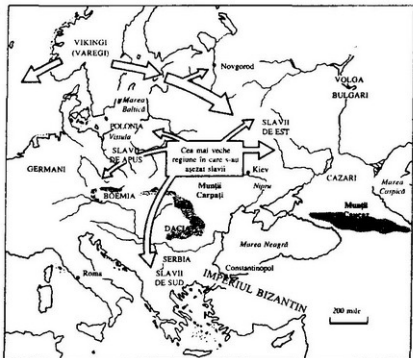 VIKINGI
(VAREGI)
Novgorod
Marea
Baltică
VOLGA
BULGARI
POLONIA
Vistula
SLAVII
DE EST
SLAVII
DE APUS
Cea mai veche
regiune în care s-au
așezat slavii
GERMANI
Kiev
CAZARI
Marea
Caspică
BOEMIA
Munții
Carpați
Nipru
Munții
Caucaz
DACIA
Marea Neagră
SERBIA
Roma
SLAVII
DE SUD
Constantinopol
IMPERIUL BIZANTIN
200 mile